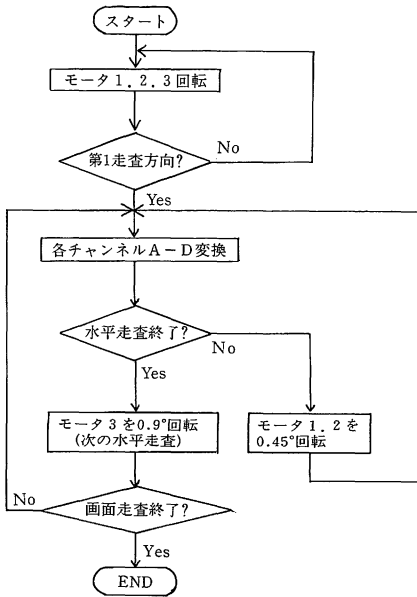 スタート
モータ1.2.3回転
第1走査方向?
No
Yes
各チャンネルA-D変換
水平走査終了?
No
Yes
モータ3を0.9°回転
(次の水平走査)
モータ1.2を
0.45°回転
No
画面走査終了?
Yes
END